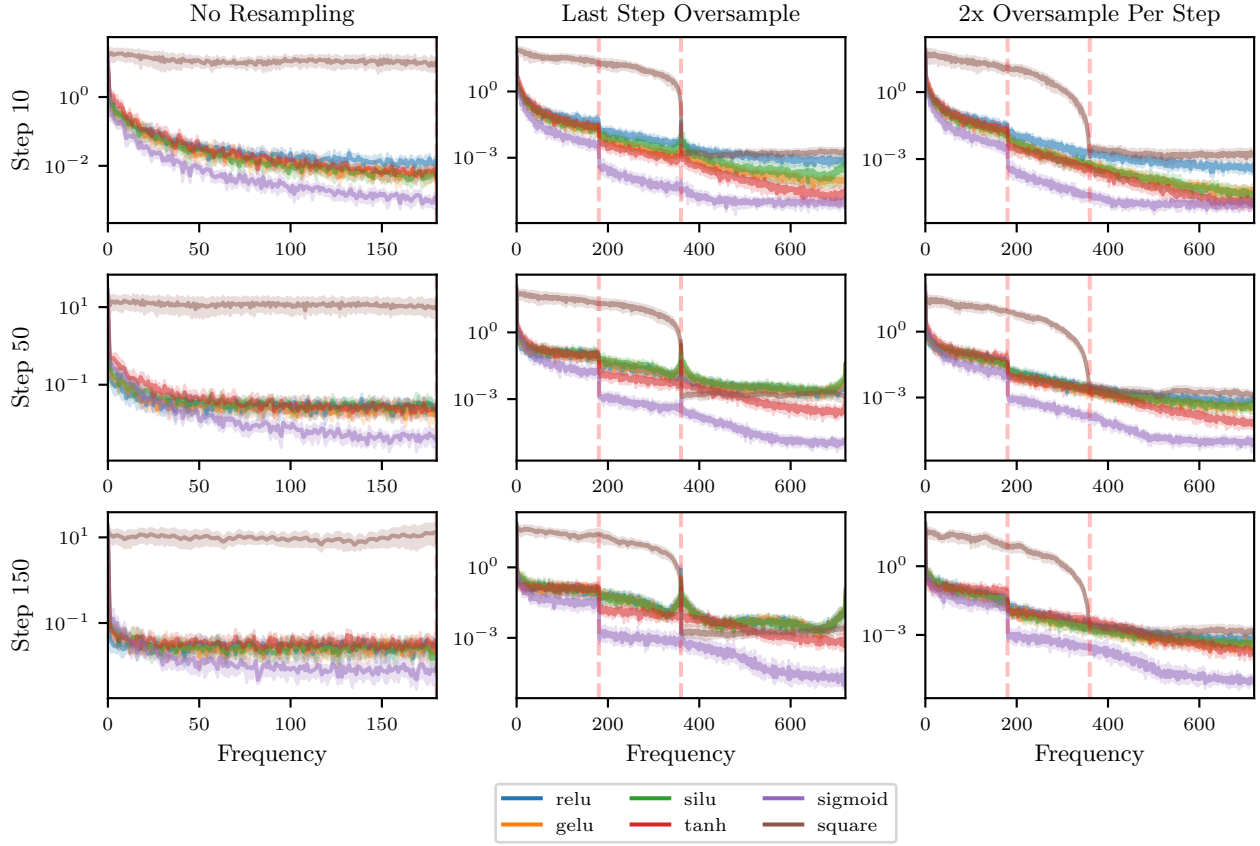 No Resampling Last Step Oversample 2x Oversample Per Step
Step 10
10^0
10^-2
0 50 100 150
10^0
10^-3
0 200 400 600
10^0
10^-3
0 200 400 600
Step 50
10^1
10^-1
0 50 100 150
10^0
10^-3
0 200 400 600
10^0
10^-3
0 200 400 600
Step 150
10^1
10^-1
0 50 100 150
10^0
10^-3
0 200 400 600
10^0
10^-3
0 200 400 600
Frequency Frequency Frequency
relu silu sigmoid
gelu tanh square